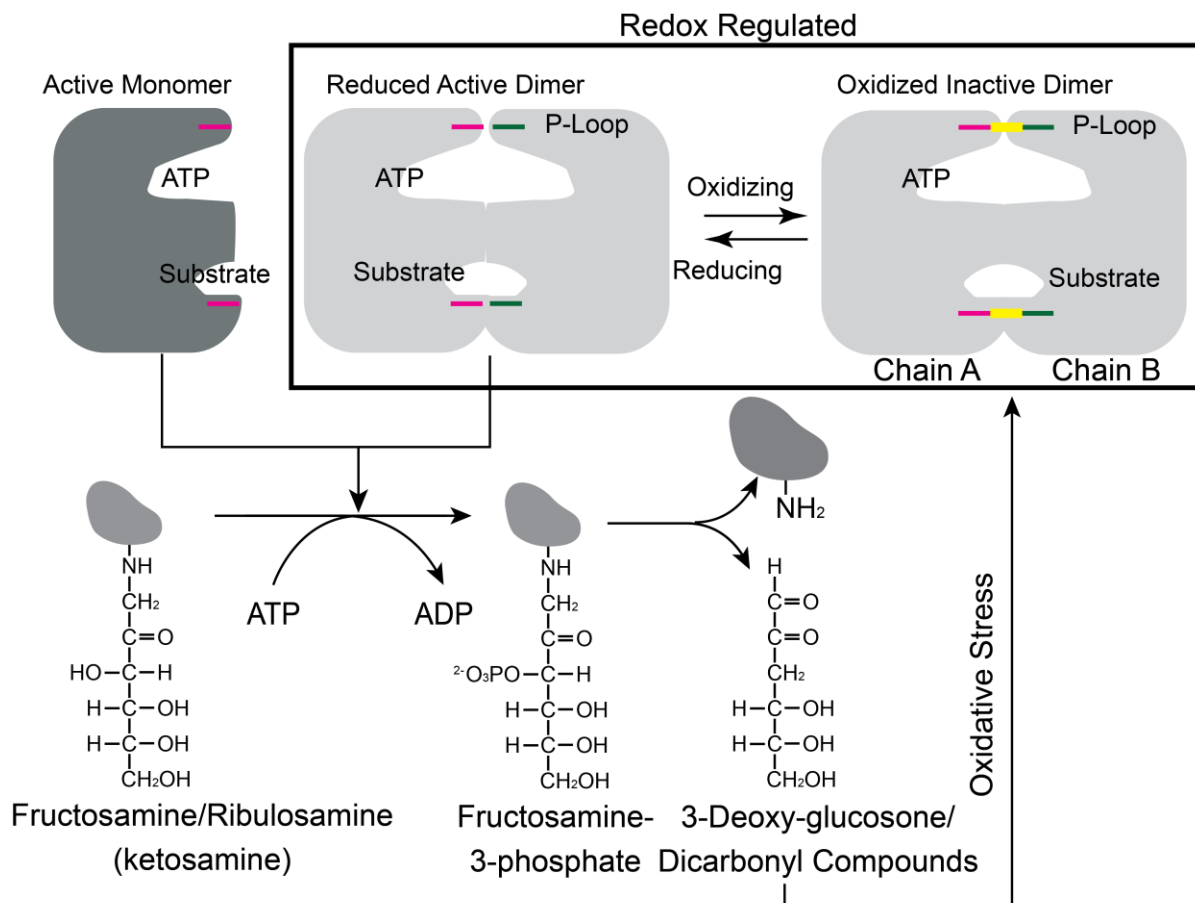 Redox Regulated
Active Monomer
Reduced Active Dimer
Oxidized Inactive Dimer
P-Loop
P-Loop
ATP
ATP
ATP
Oxidizing
Reducing
Substrate
Substrate
Substrate
Chain A
Chain B
NH
CH₂
C=O
HO–C–H
H–C–OH
H–C–OH
CH₂OH
Fructosamine/Ribulosamine
(ketosamine)
ATP
ADP
NH
CH₂
C=O
²⁻O₃PO–C–H
H–C–OH
H–C–OH
CH₂OH
Fructosamine-
3-phosphate
NH₂
H
C=O
C=O
CH₂
H–C–OH
H–C–OH
CH₂OH
3-Deoxy-glucosone/
Dicarbonyl Compounds
Oxidative Stress